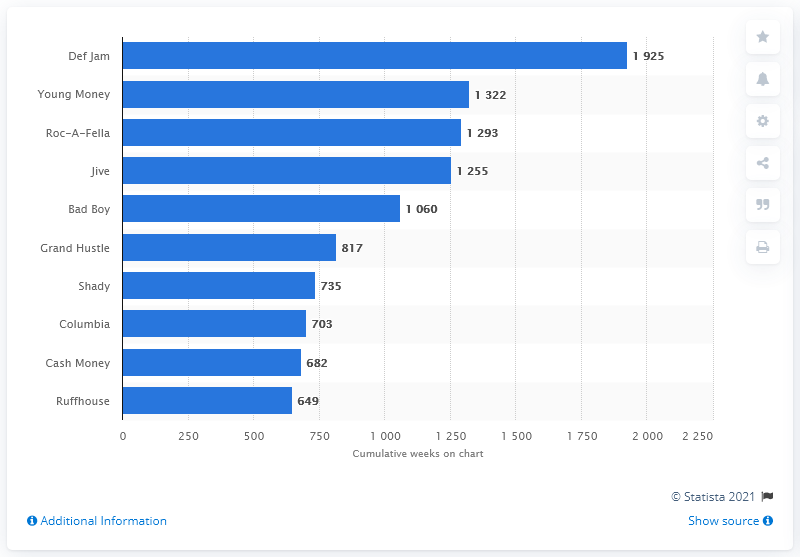 Def Jam 1 925
Young Money 1 322
Roc-A-Fella 1 293
Jive 1 255
Bad Boy 1 060
Grand Hustle 817
Shady 735
Columbia 703
Cash Money 682
Ruffhouse 649
0 250 500 750 1 000 1 250 1 500 1 750 2 000 2 250
Cumulative weeks on chart
© Statista 2021
Additional Information Show source